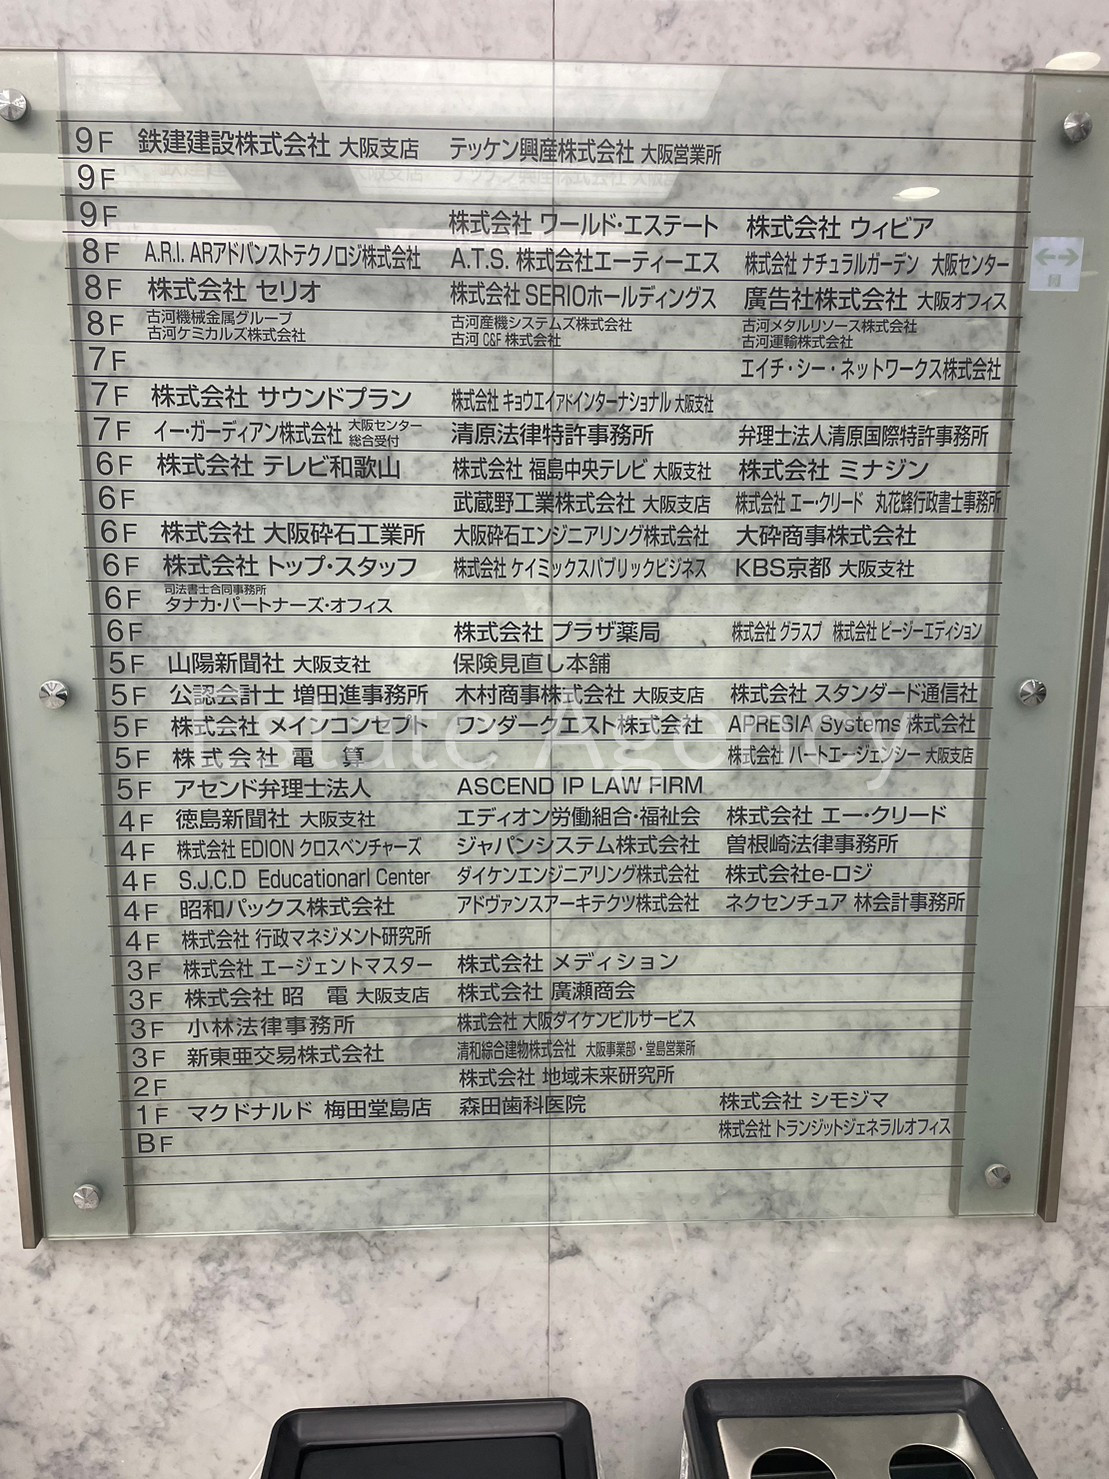 9F 鉄建建設株式会社 大阪支店 テッケン興産株式会社 大阪営業所
9F
9F 株式会社 ワールド・エステート 株式会社 ウィビア
8F A.R.I. ARアドバンストテクノロジ株式会社 A.T.S. 株式会社エーティーエス 株式会社 ナチュラルガーデン 大阪センター
8F 株式会社 セリオ 株式会社 SERIOホールディングス 廣告社株式会社 大阪オフィス
8F 古河機械金属グループ 古河産機システムズ株式会社 古河メタルリソース株式会社
古河ケミカルズ株式会社 古河 C&F 株式会社 古河運輸株式会社
7F エイチ・シー・ネットワークス株式会社
7F 株式会社 サウンドプラン 株式会社 キョウエイアドインターナショナル 大阪支社
7F イー・ガーディアン株式会社 大阪センター 総合受付 清原法律特許事務所 弁理士法人清原国際特許事務所
6F 株式会社 テレビ和歌山 株式会社 福島中央テレビ 大阪支社 株式会社 ミナジン
6F 武蔵野工業株式会社 大阪支店 株式会社 エー・クリード 丸花蜂行政書士事務所
6F 株式会社 大阪砕石工業所 大阪砕石エンジニアリング株式会社 大砕商事株式会社
6F 株式会社 トップ・スタッフ 株式会社 ケイミックスパブリックビジネス KBS京都 大阪支社
6F 司法書士合同事務所
タナカ・パートナーズ・オフィス
6F 株式会社 プラザ薬局 株式会社 グラスプ 株式会社 ピージーエディション
5F 山陽新聞社 大阪支社 保険見直し本舗
5F 公認会計士 増田進事務所 木村商事株式会社 大阪支店 株式会社 スタンダード通信社
5F 株式会社 メインコンセプト ワンダークエスト株式会社 APRESIA Systems 株式会社
5F 株式会社 電 算 株式会社 ハートエージェンシー 大阪支店
Estate Agency
5F アセンド弁理士法人 ASCEND IP LAW FIRM
4F 徳島新聞社 大阪支社 エディオン労働組合・福祉会 株式会社 エー・クリード
4F 株式会社 EDION クロスベンチャーズ ジャパンシステム株式会社 曽根崎法律事務所
4F S.J.C.D Educationarl Center ダイケンエンジニアリング株式会社 株式会社e-ロジ
4F 昭和パックス株式会社 アドヴァンスアーキテクツ株式会社 ネクセンチュア 林会計事務所
4F 株式会社 行政マネジメント研究所
3F 株式会社 エージェントマスター 株式会社 メディション
3F 株式会社 昭 電 大阪支店 株式会社 廣瀬商会
3F 小林法律事務所 株式会社 大阪ダイケンビルサービス
3F 新東亜交易株式会社 清和綜合建物株式会社 大阪事業部・堂島営業所
2F 株式会社 地域未来研究所
1F マクドナルド 梅田堂島店 森田歯科医院 株式会社 シモジマ
BF 株式会社 トランジットジェネラルオフィス